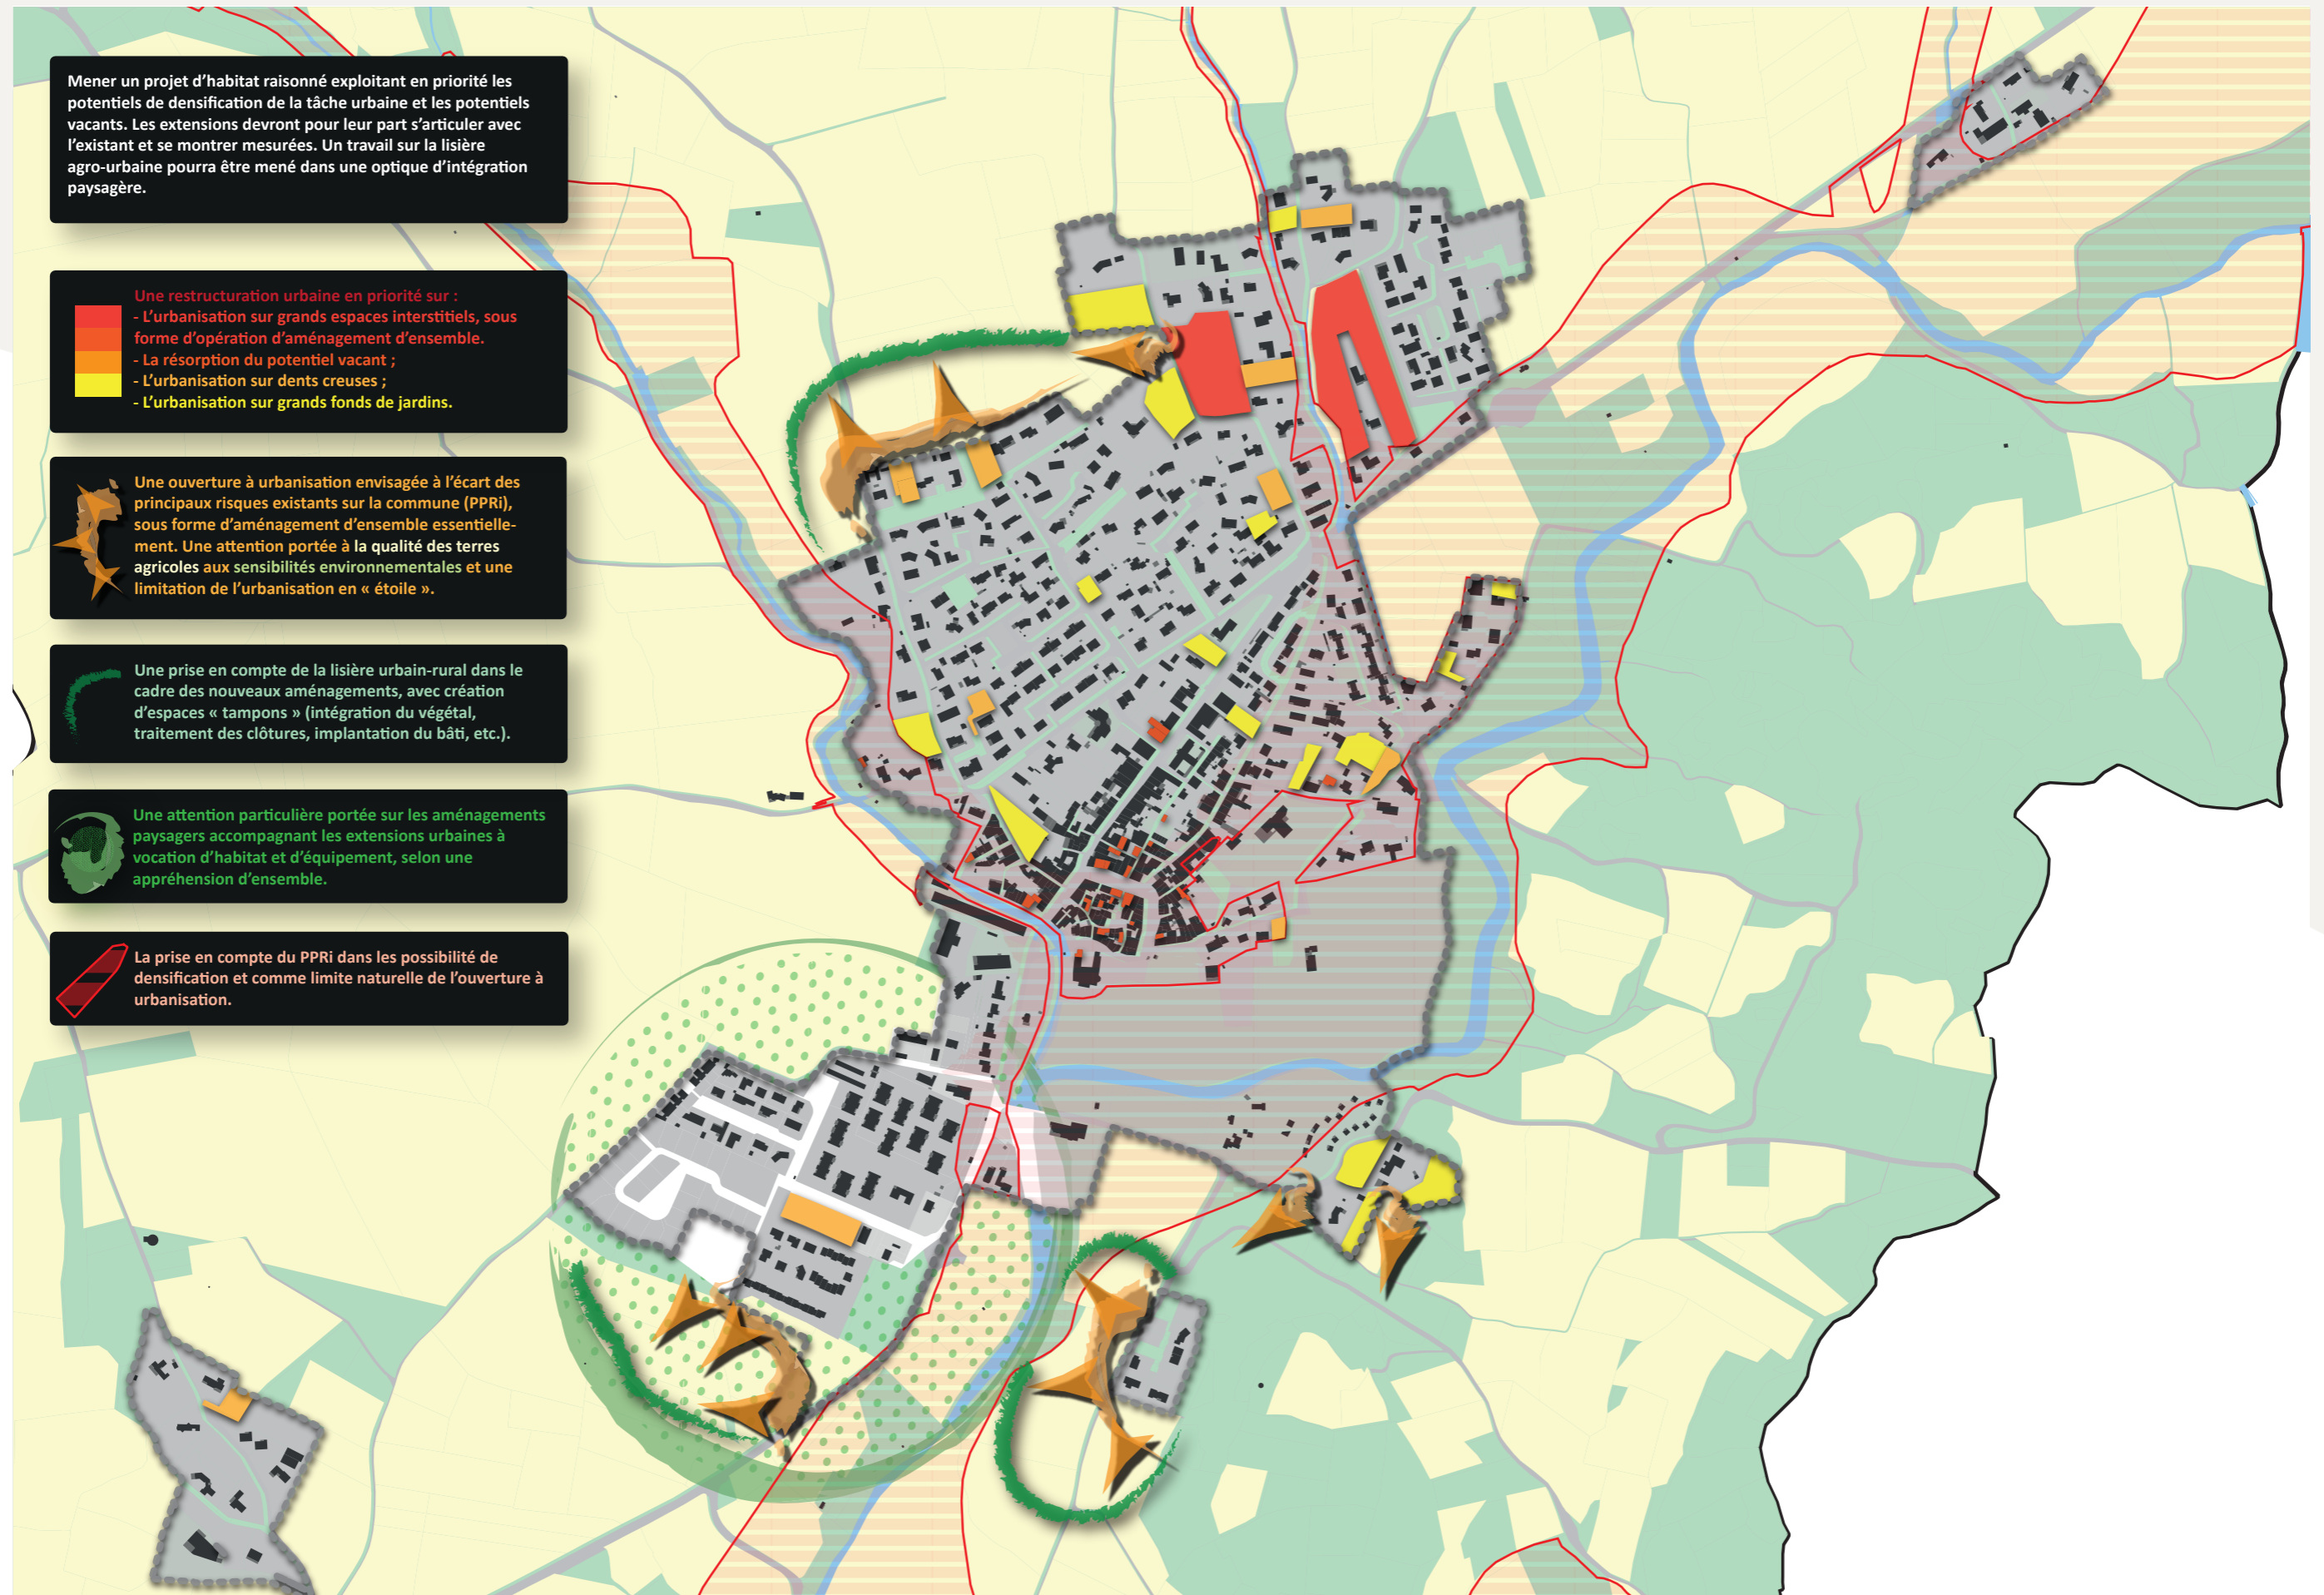 Mener un projet d’habitat raisonné exploitant en priorité les
potentiels de densification de la tâche urbaine et les potentiels
vacants. Les extensions devront pour leur part s’articuler avec
l’existant et se montrer mesurées. Un travail sur la lisière
agro-urbaine pourra être mené dans une optique d’intégration
paysagère.
Une restructuration urbaine en priorité sur :
- L’urbanisation sur grands espaces interstitiels, sous
forme d’opération d’aménagement d’ensemble.
- La résorption du potentiel vacant ;
- L’urbanisation sur dents creuses ;
- L’urbanisation sur grands fonds de jardins.
Une ouverture à urbanisation envisagée à l’écart des
principaux risques existants sur la commune (PPRi),
sous forme d’aménagement d’ensemble essentielle-
ment. Une attention portée à la qualité des terres
agricoles aux sensibilités environnementales et une
limitation de l’urbanisation en « étoile ».
Une prise en compte de la lisière urbain-rural dans le
cadre des nouveaux aménagements, avec création
d’espaces « tampons » (intégration du végétal,
traitement des clôtures, implantation du bâti, etc.).
Une attention particulière portée sur les aménagements
paysagers accompagnant les extensions urbaines à
vocation d’habitat et d’équipement, selon une
appréhension d’ensemble.
La prise en compte du PPRi dans les possibilité de
densification et comme limite naturelle de l’ouverture à
urbanisation.